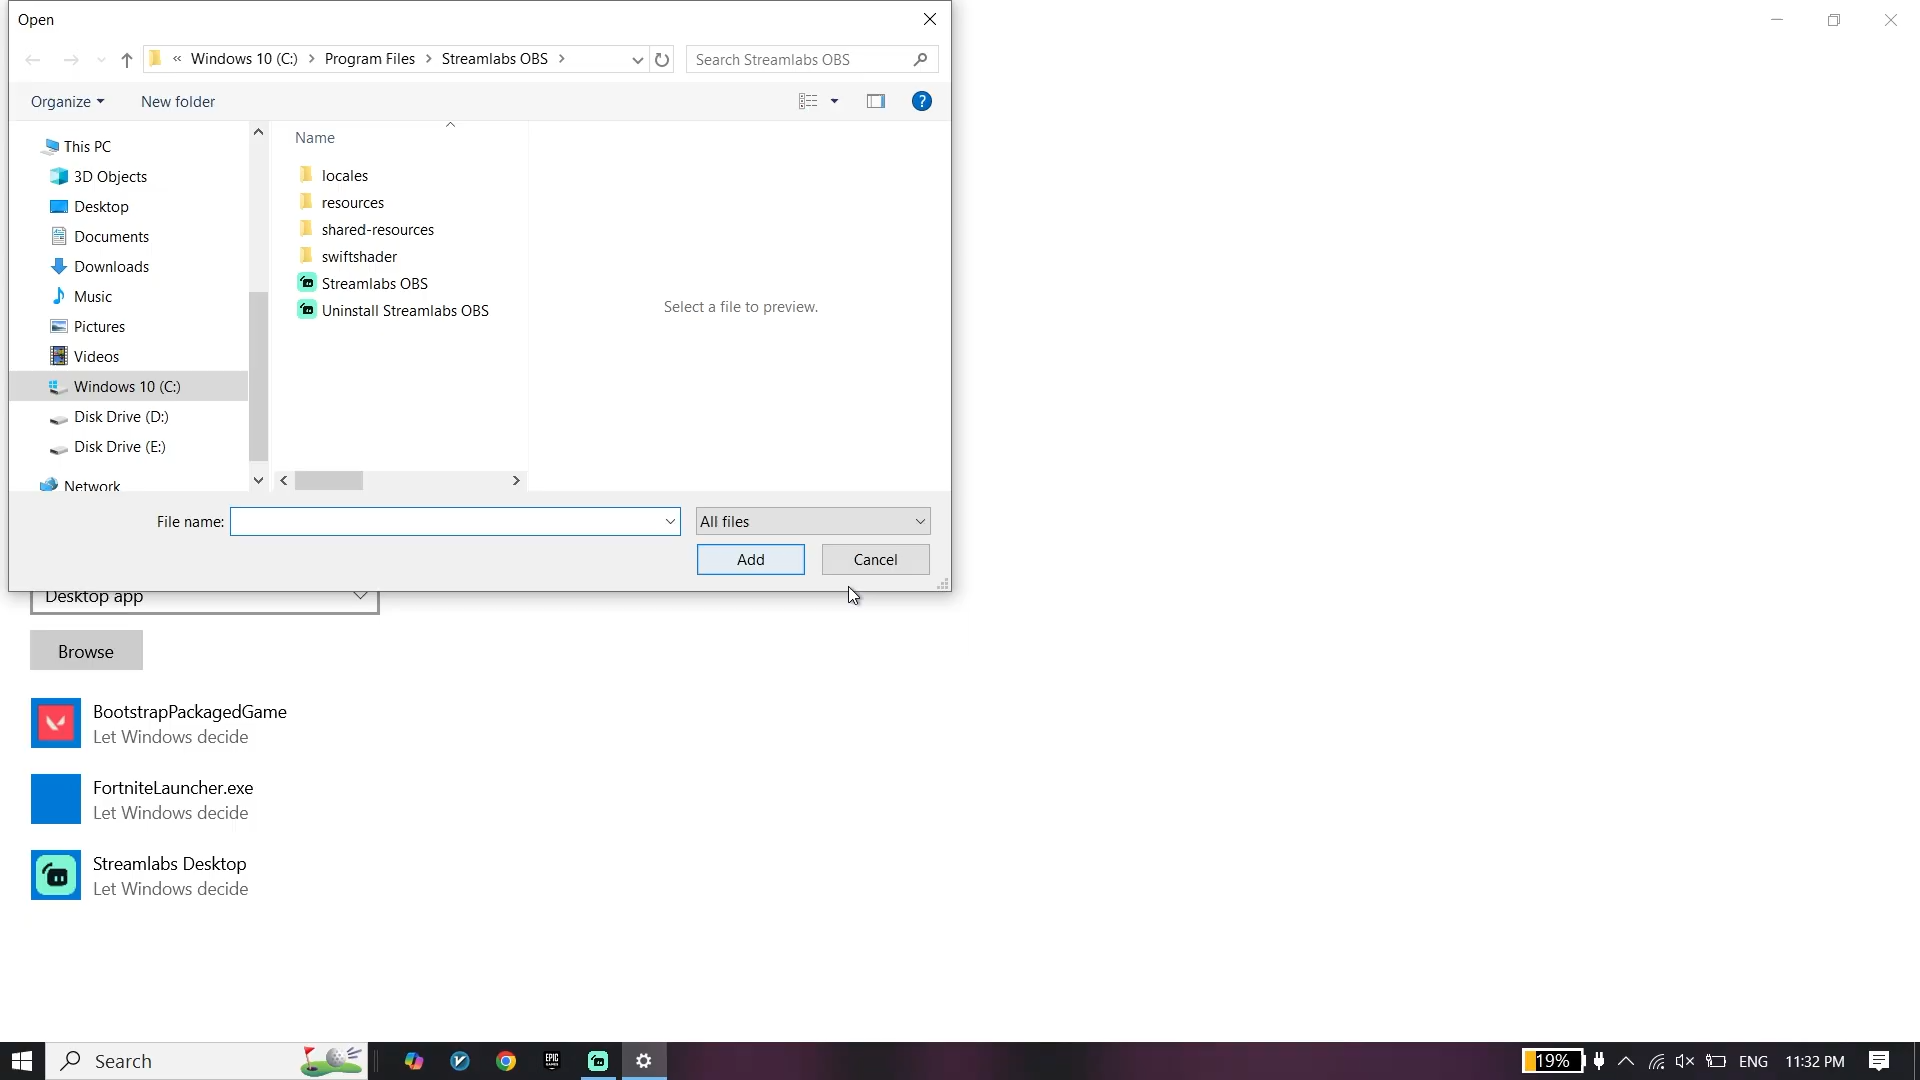 Open
« Windows 10 (C:) > Program Files > Streamlabs OBS >
Search Streamlabs OBS
Organize
New folder
?
This PC
3D Objects
Desktop
Documents
Downloads
Music
Pictures
Videos
Windows 10 (C:)
Disk Drive (D:)
Disk Drive (E:)
Network
Name
locales
resources
shared-resources
swiftshader
Streamlabs OBS
Uninstall Streamlabs OBS
Select a file to preview.
File name:
All files
Add
Cancel
Desktop app
Browse
BootstrapPackagedGame
Let Windows decide
FortniteLauncher.exe
Let Windows decide
Streamlabs Desktop
Let Windows decide
Search
EPIC GAMES
19%
ENG
11:32 PM